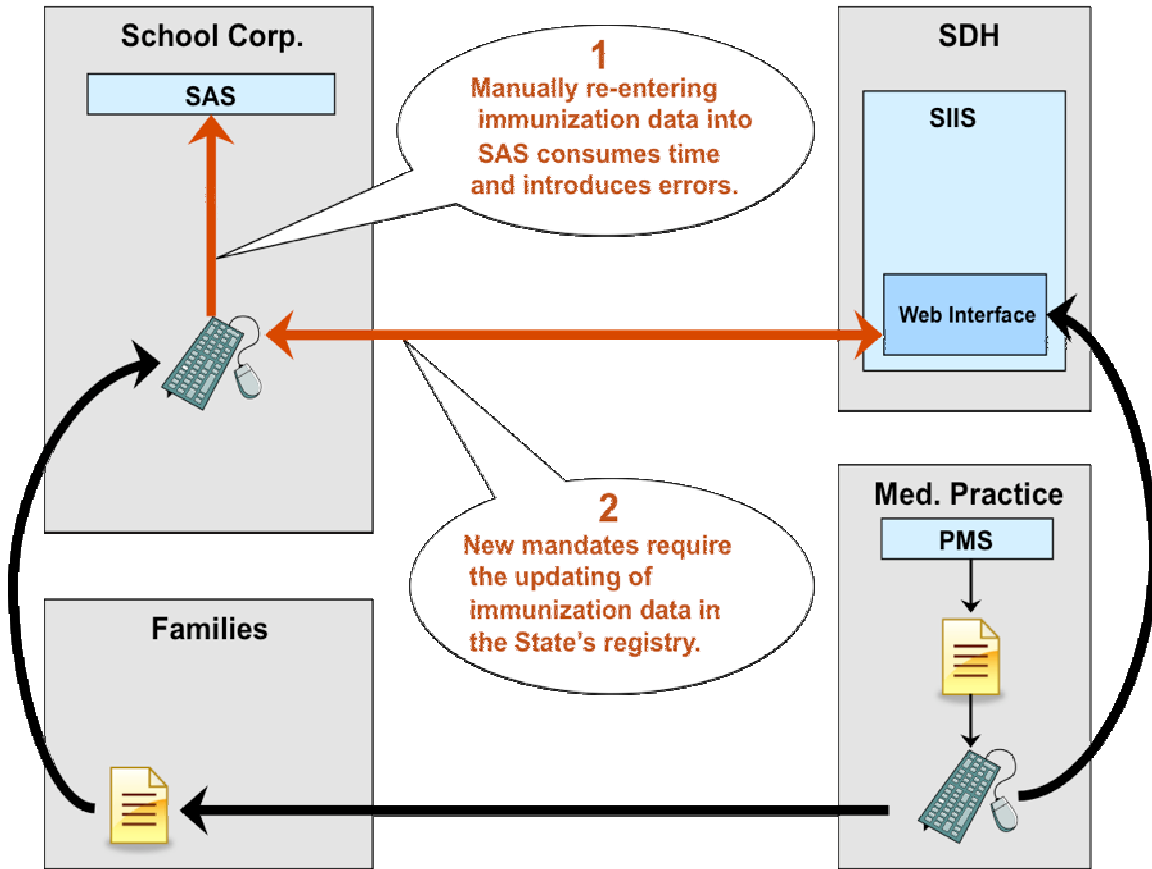 School Corp.
SAS
1
Manually re-entering
immunization data into
SAS consumes time
and introduces errors.
SDH
SIIS
Web Interface
2
New mandates require
the updating of
immunization data in
the State's registry.
Med. Practice
PMS
Families